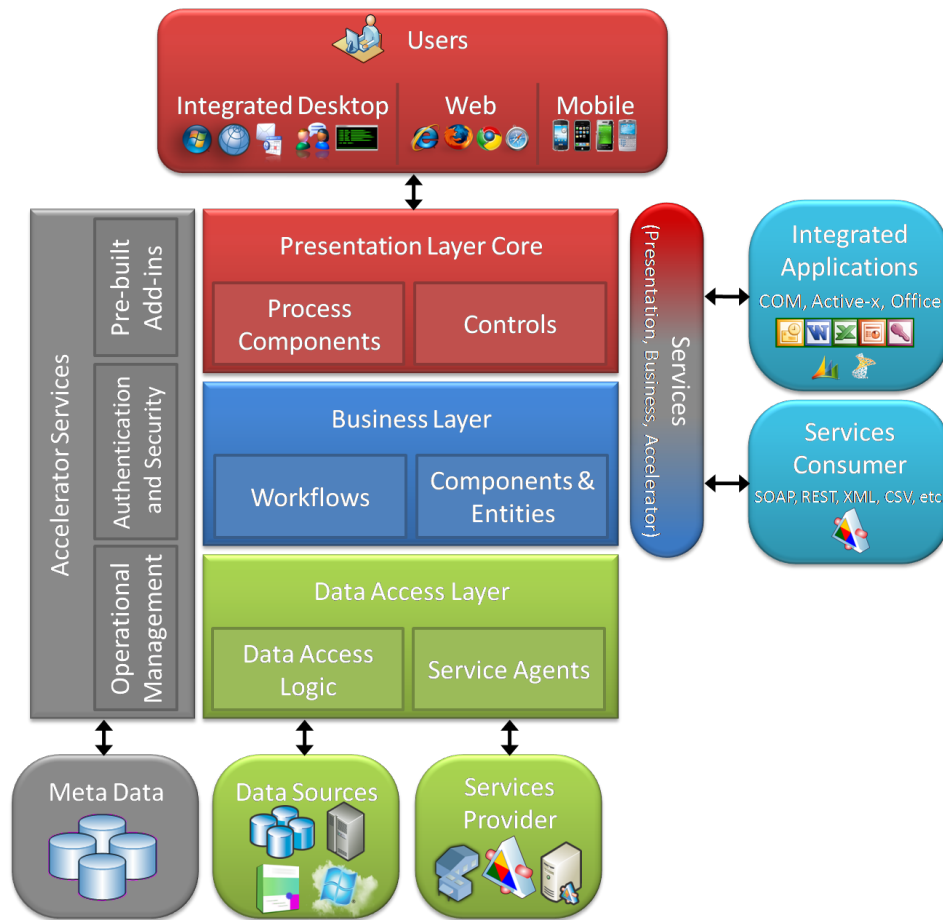 Users
Integrated Desktop
Web
Mobile
Accelerator Services
Pre-built
Add-ins
Authentication
and Security
Operational
Management
Presentation Layer Core
Process
Components
Controls
Business Layer
Workflows
Components &
Entities
Data Access Layer
Data Access
Logic
Service Agents
Services
(Presentation, Business, Accelerator)
Integrated
Applications
COM, Active-x, Office
Services
Consumer
SOAP, REST, XML, CSV, etc
Meta Data
Data Sources
Services
Provider